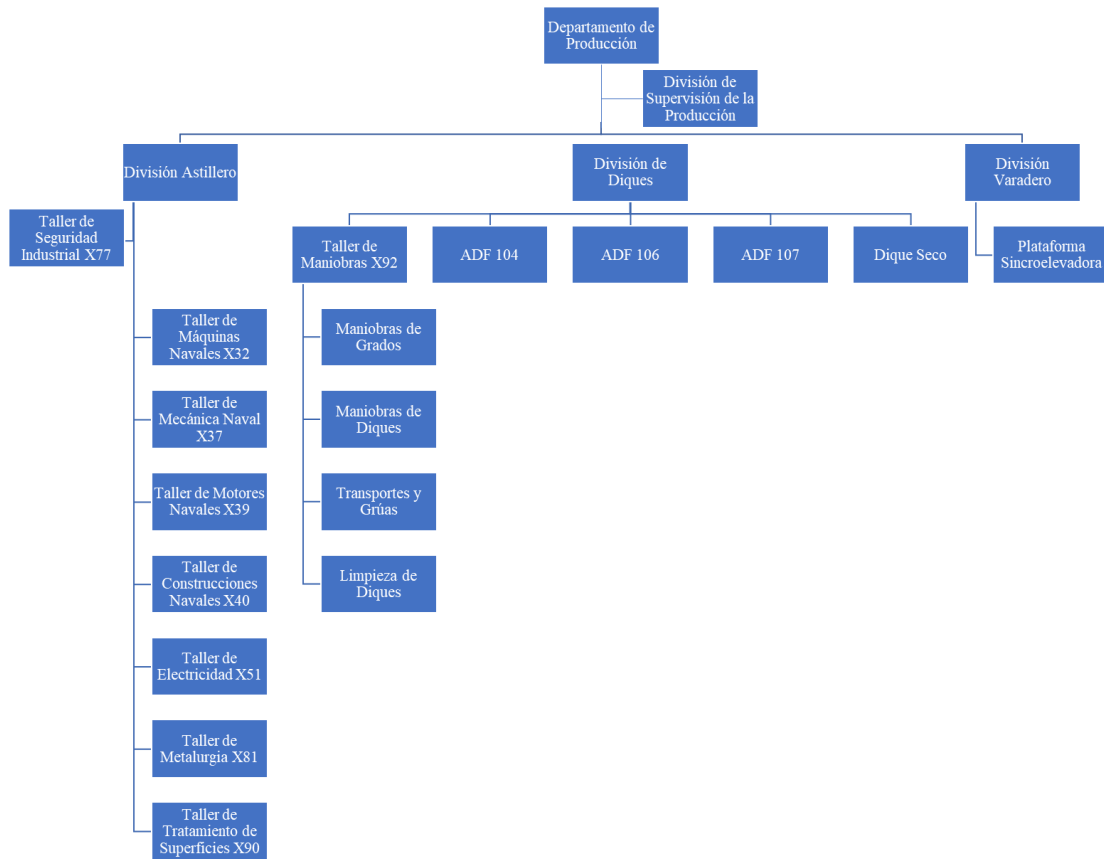 Departamento de
Producción
División de
Supervisión de la
Producción
División Astillero
División de
Diques
División
Varadero
Taller de
Seguridad
Industrial X77
Taller de
Maniobras X92
ADF 104
ADF 106
ADF 107
Dique Seco
Plataforma
Sincroelevadora
Taller de
Máquinas
Navales X32
Maniobras de
Grados
Taller de
Mecánica Naval
X37
Maniobras de
Diques
Taller de Motores
Navales X39
Transportes y
Grúas
Taller de
Construcciones
Navales X40
Limpieza de
Diques
Taller de
Electricidad X51
Taller de
Metalurgia X81
Taller de
Tratamiento de
Superficies X90